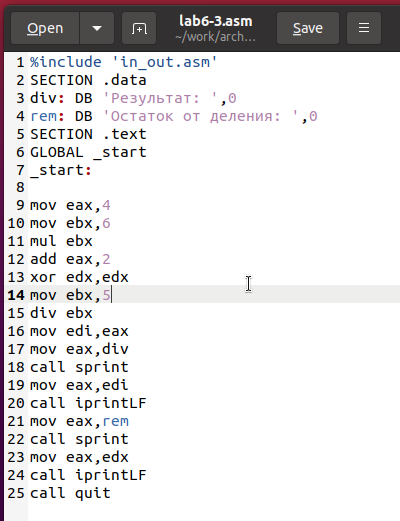 Open
lab6-3.asm
~/work/arch...
Save
1 %include 'in_out.asm'
2 SECTION .data
3 div: DB 'Результат: ',0
4 rem: DB 'Остаток от деления: ',0
5 SECTION .text
6 GLOBAL _start
7 _start:
8
9 mov eax,4
10 mov ebx,6
11 mul ebx
12 add eax,2
13 xor edx,edx
14 mov ebx,5
15 div ebx
16 mov edi,eax
17 mov eax,div
18 call sprint
19 mov eax,edi
20 call iprintLF
21 mov eax,rem
22 call sprint
23 mov eax,edx
24 call iprintLF
25 call quit